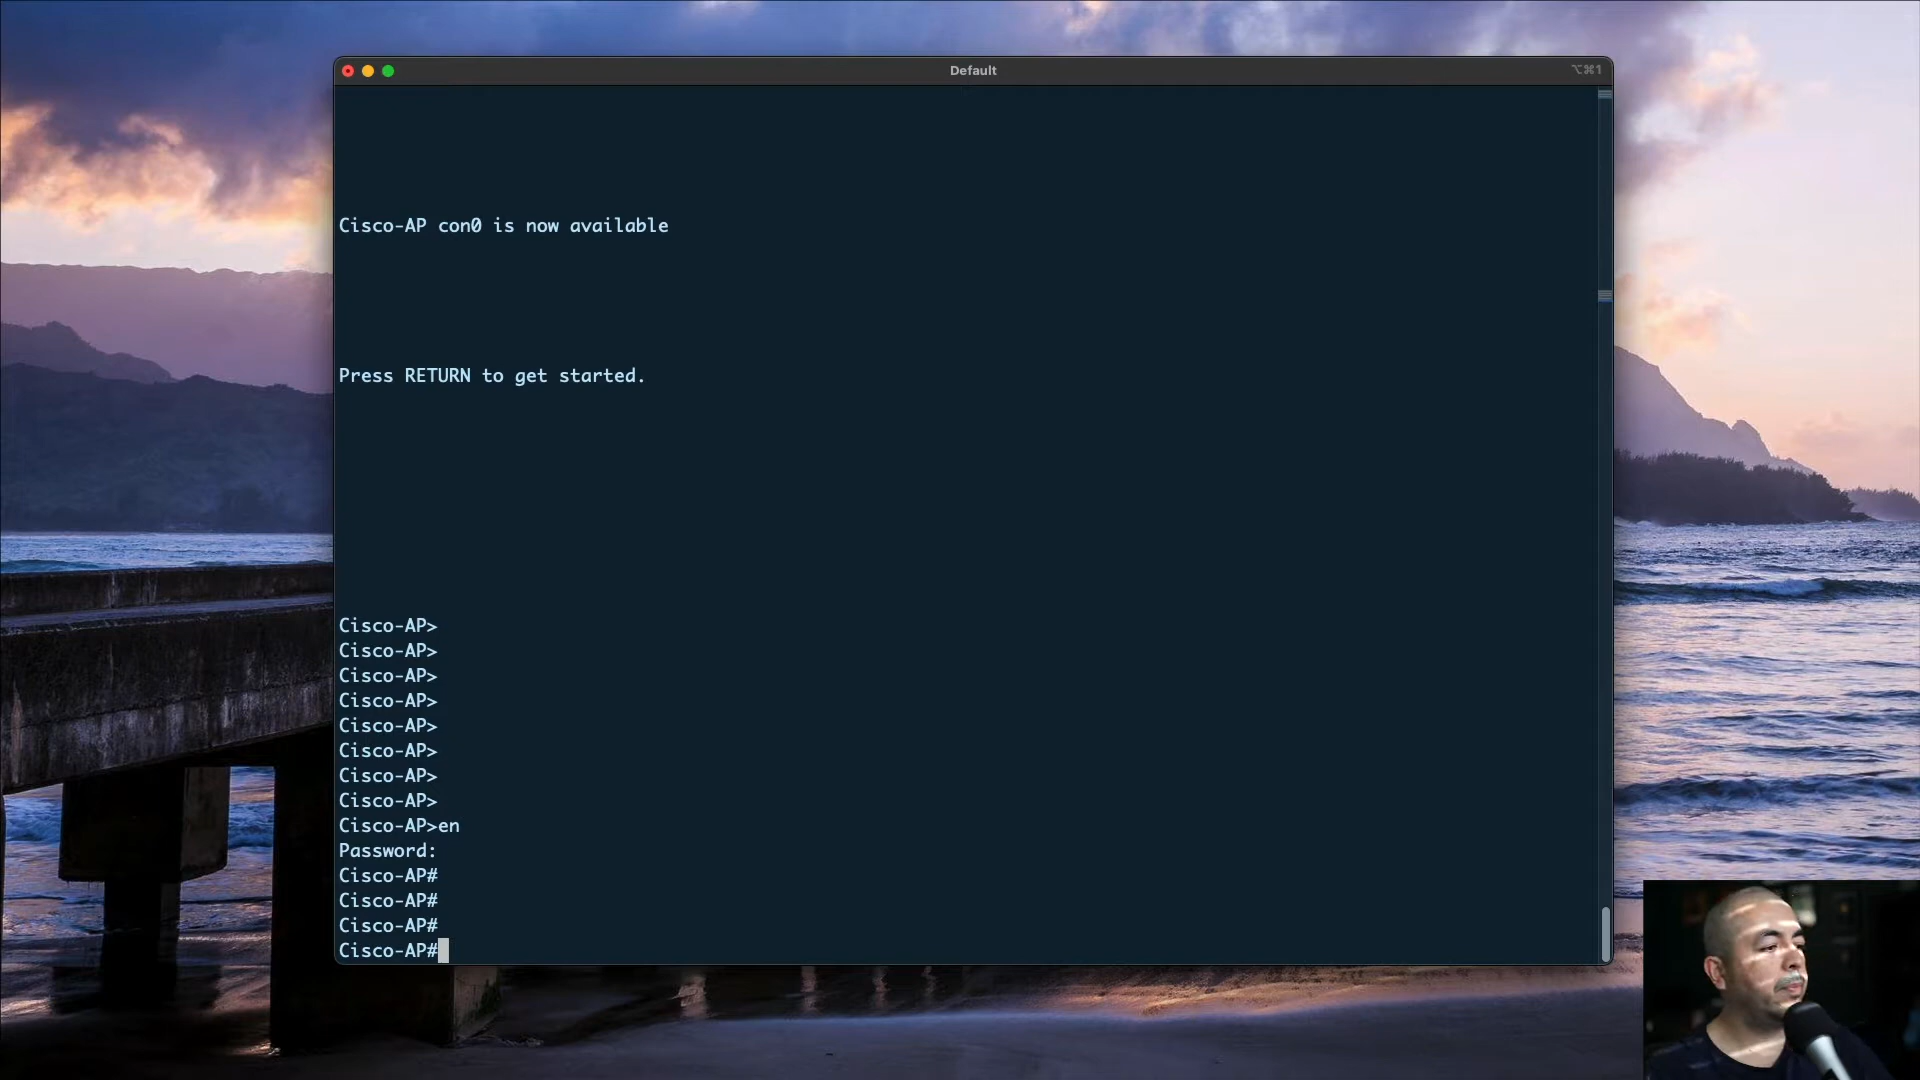 Default
⌥⌘1
Cisco-AP con0 is now available
Press RETURN to get started.
Cisco-AP>
Cisco-AP>
Cisco-AP>
Cisco-AP>
Cisco-AP>
Cisco-AP>
Cisco-AP>
Cisco-AP>
Cisco-AP>en
Password:
Cisco-AP#
Cisco-AP#
Cisco-AP#
Cisco-AP#